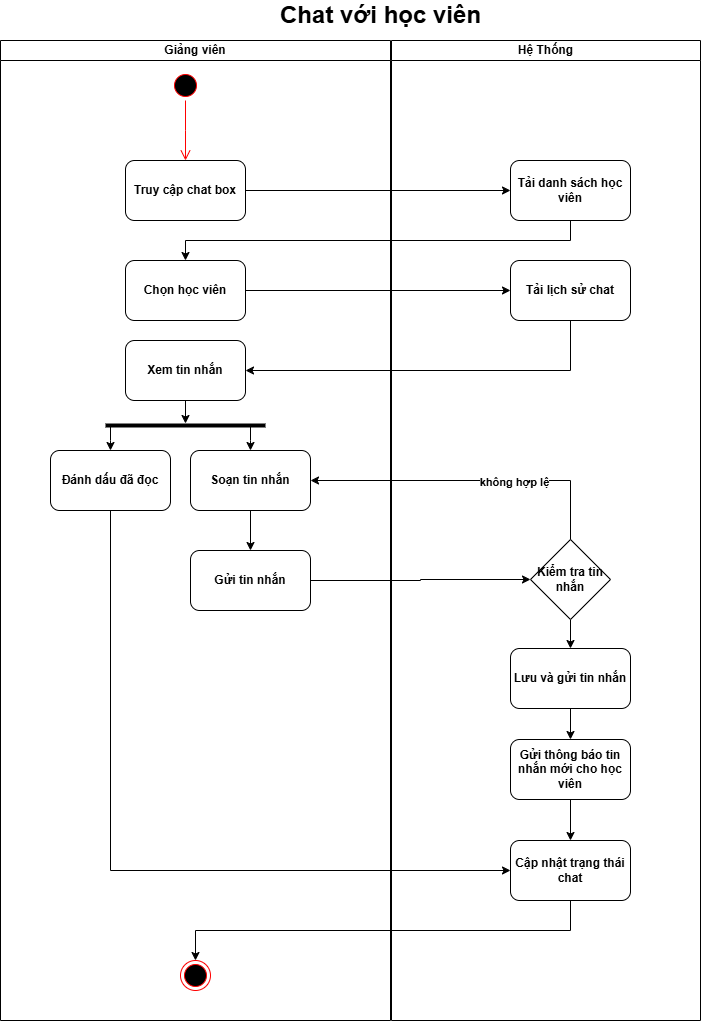 Chat với học viên
Giảng viên
Hệ Thống
Truy cập chat box
Tải danh sách học
viên
Chọn học viên
Tải lịch sử chat
Xem tin nhắn
Đánh dấu đã đọc
Soạn tin nhắn
không hợp lệ
Gửi tin nhắn
Kiểm tra tin
nhắn
Lưu và gửi tin nhắn
Gửi thông báo tin
nhắn mới cho học
viên
Cập nhật trạng thái
chat